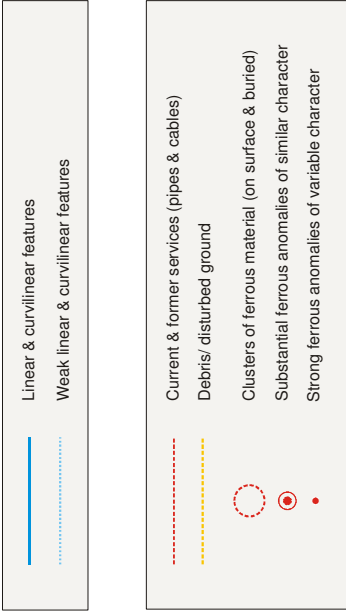 Linear & curvilinear features
Weak linear & curvilinear features
Current & former services (pipes & cables)
Debris/ disturbed ground
Clusters of ferrous material (on surface & buried)
Substantial ferrous anomalies of similar character
Strong ferrous anomalies of variable character